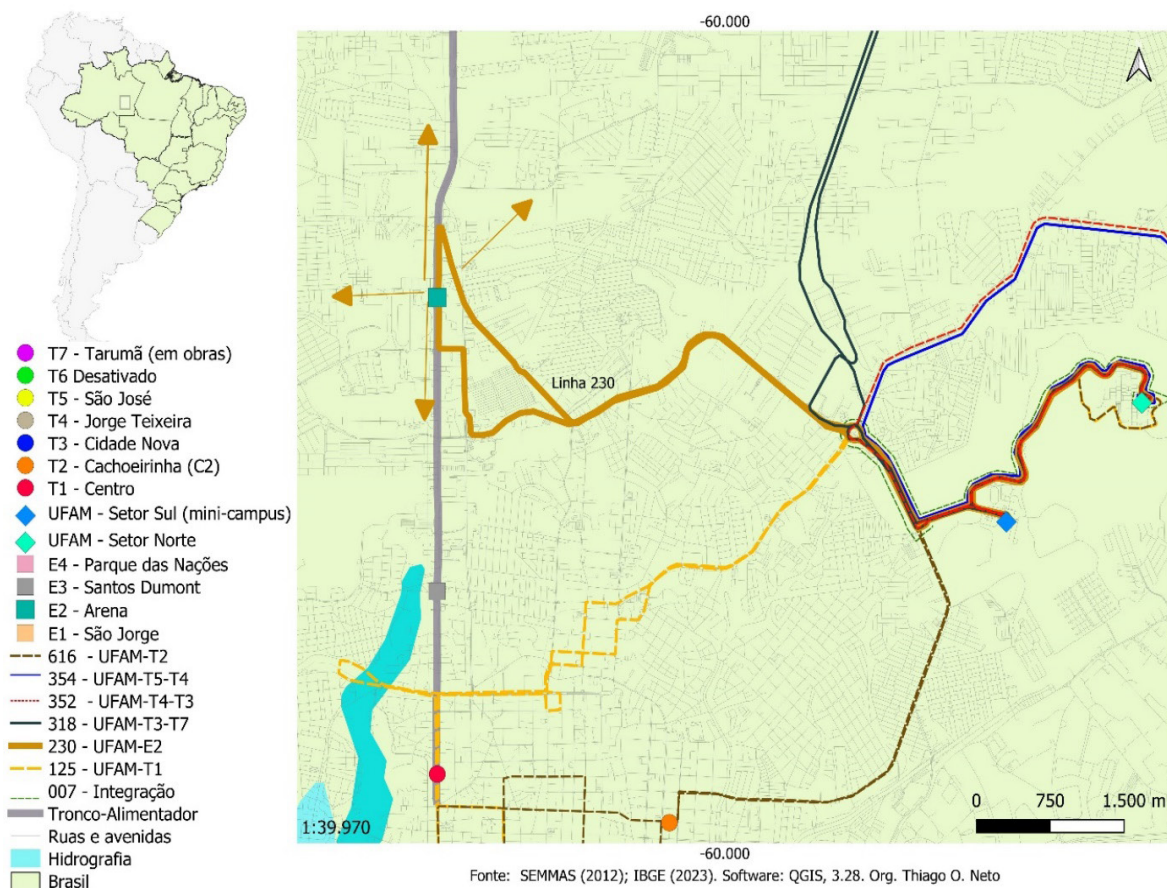 -60.000
T7 - Tarumã (em obras)
T6 Desativado
T5 - São José
T4 - Jorge Teixeira
T3 - Cidade Nova
T2 - Cachoeirinha (C2)
T1 - Centro
UFAM - Setor Sul (mini-campus)
UFAM - Setor Norte
E4 - Parque das Nações
E3 - Santos Dumont
E2 - Arena
E1 - São Jorge
616 - UFAM-T2
354 - UFAM-T5-T4
352 - UFAM-T4-T3
318 - UFAM-T3-T7
230 - UFAM-E2
125 - UFAM-T1
007 - Integração
Tronco-Alimentador
Ruas e avenidas
Hidrografia
Brasil
Linha 230
0 750 1.500 m
1:39.970
-60.000
Fonte: SEMMAS (2012); IBGE (2023). Software: QGIS, 3.28. Org. Thiago O. Neto